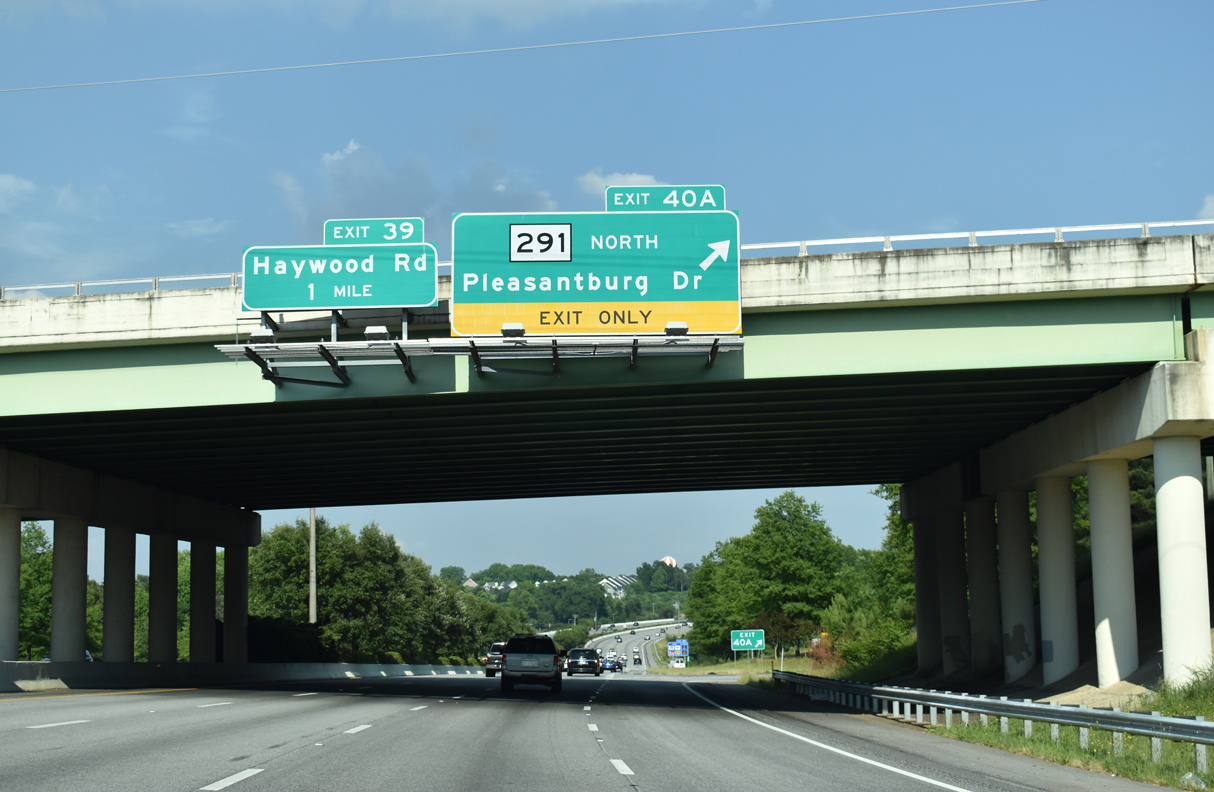 EXIT 39
Haywood Rd
1 MILE
EXIT 40A
291 NORTH
Pleasantburg Dr
EXIT ONLY
EXIT
40A